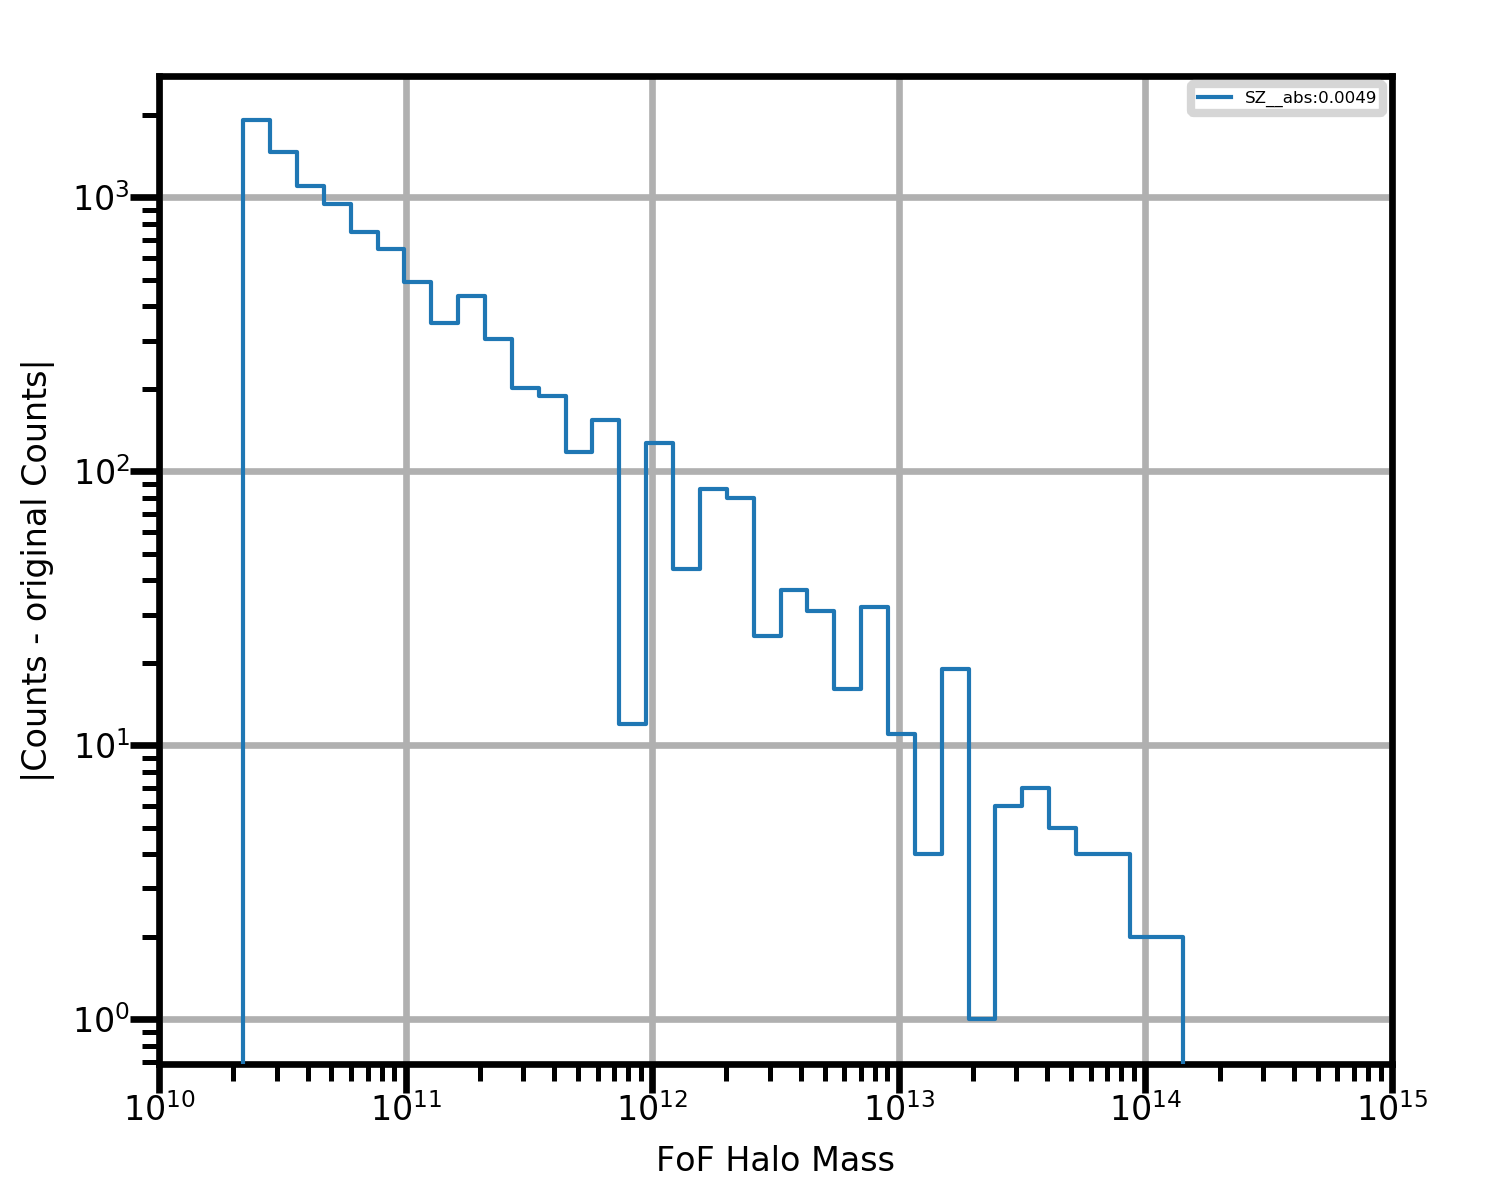 SZ__abs:0.0049
10³
10²
10¹
10⁰
|Counts - original Counts|
10¹⁰ 10¹¹ 10¹² 10¹³ 10¹⁴ 10¹⁵
FoF Halo Mass